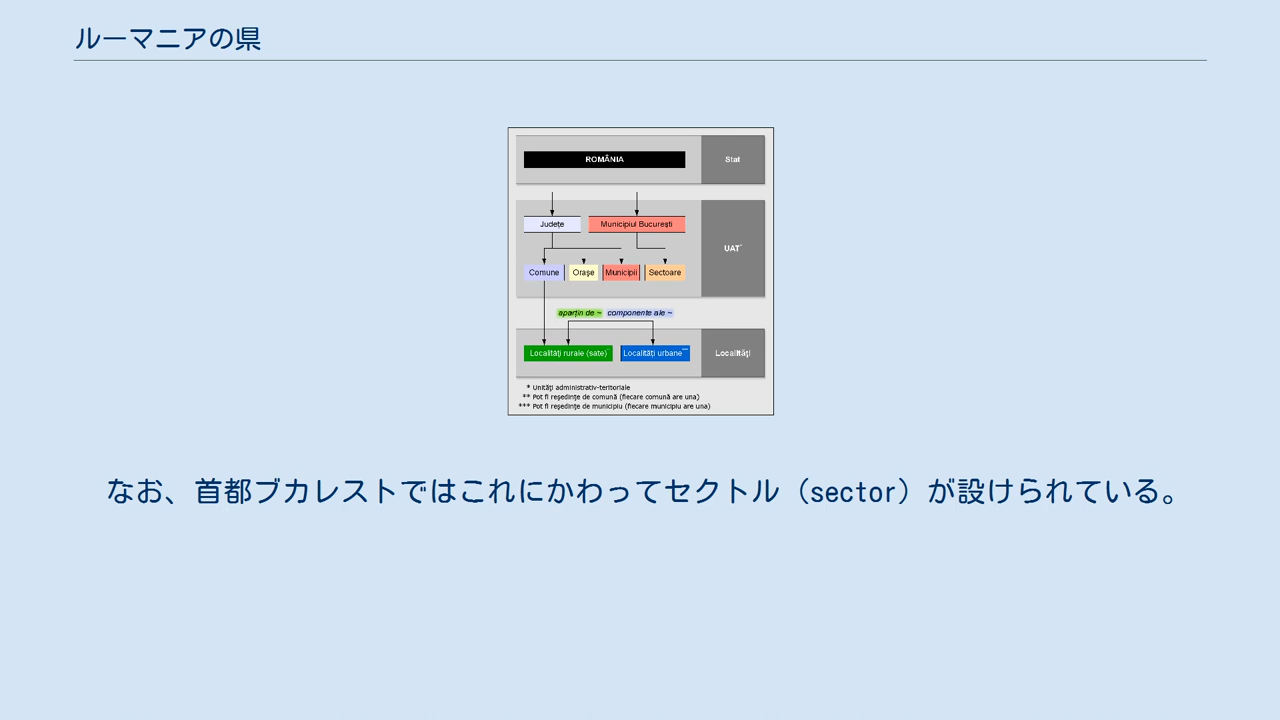 ルーマニアの県
ROMÂNIA
Stat
Județe
Municipiul București
UAT*
Comune
Orașe
Municipii
Sectoare
aparțin de ~
componente ale ~
Localități rurale (sate)
Localități urbane***
Localități
* Unități administrativ-teritoriale
** Pot fi reședințe de comună (fiecare comună are una)
*** Pot fi reședințe de municipiu (fiecare municipiu are una)
なお、首都ブカレストではこれにかわってセクトル（sector）が設けられている。